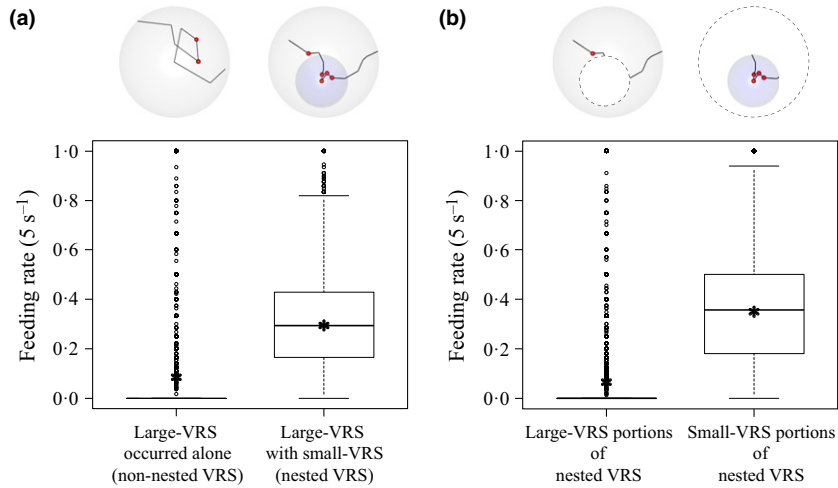 (a)
Feeding rate (5 s⁻¹)
1·0
0·8
0·6
0·4
0·2
0·0
Large-VRS
occurred alone
(non-nested VRS)
Large-VRS
with small-VRS
(nested VRS)
(b)
Feeding rate (5 s⁻¹)
1·0
0·8
0·6
0·4
0·2
0·0
Large-VRS portions
of
nested VRS
Small-VRS portions
of
nested VRS